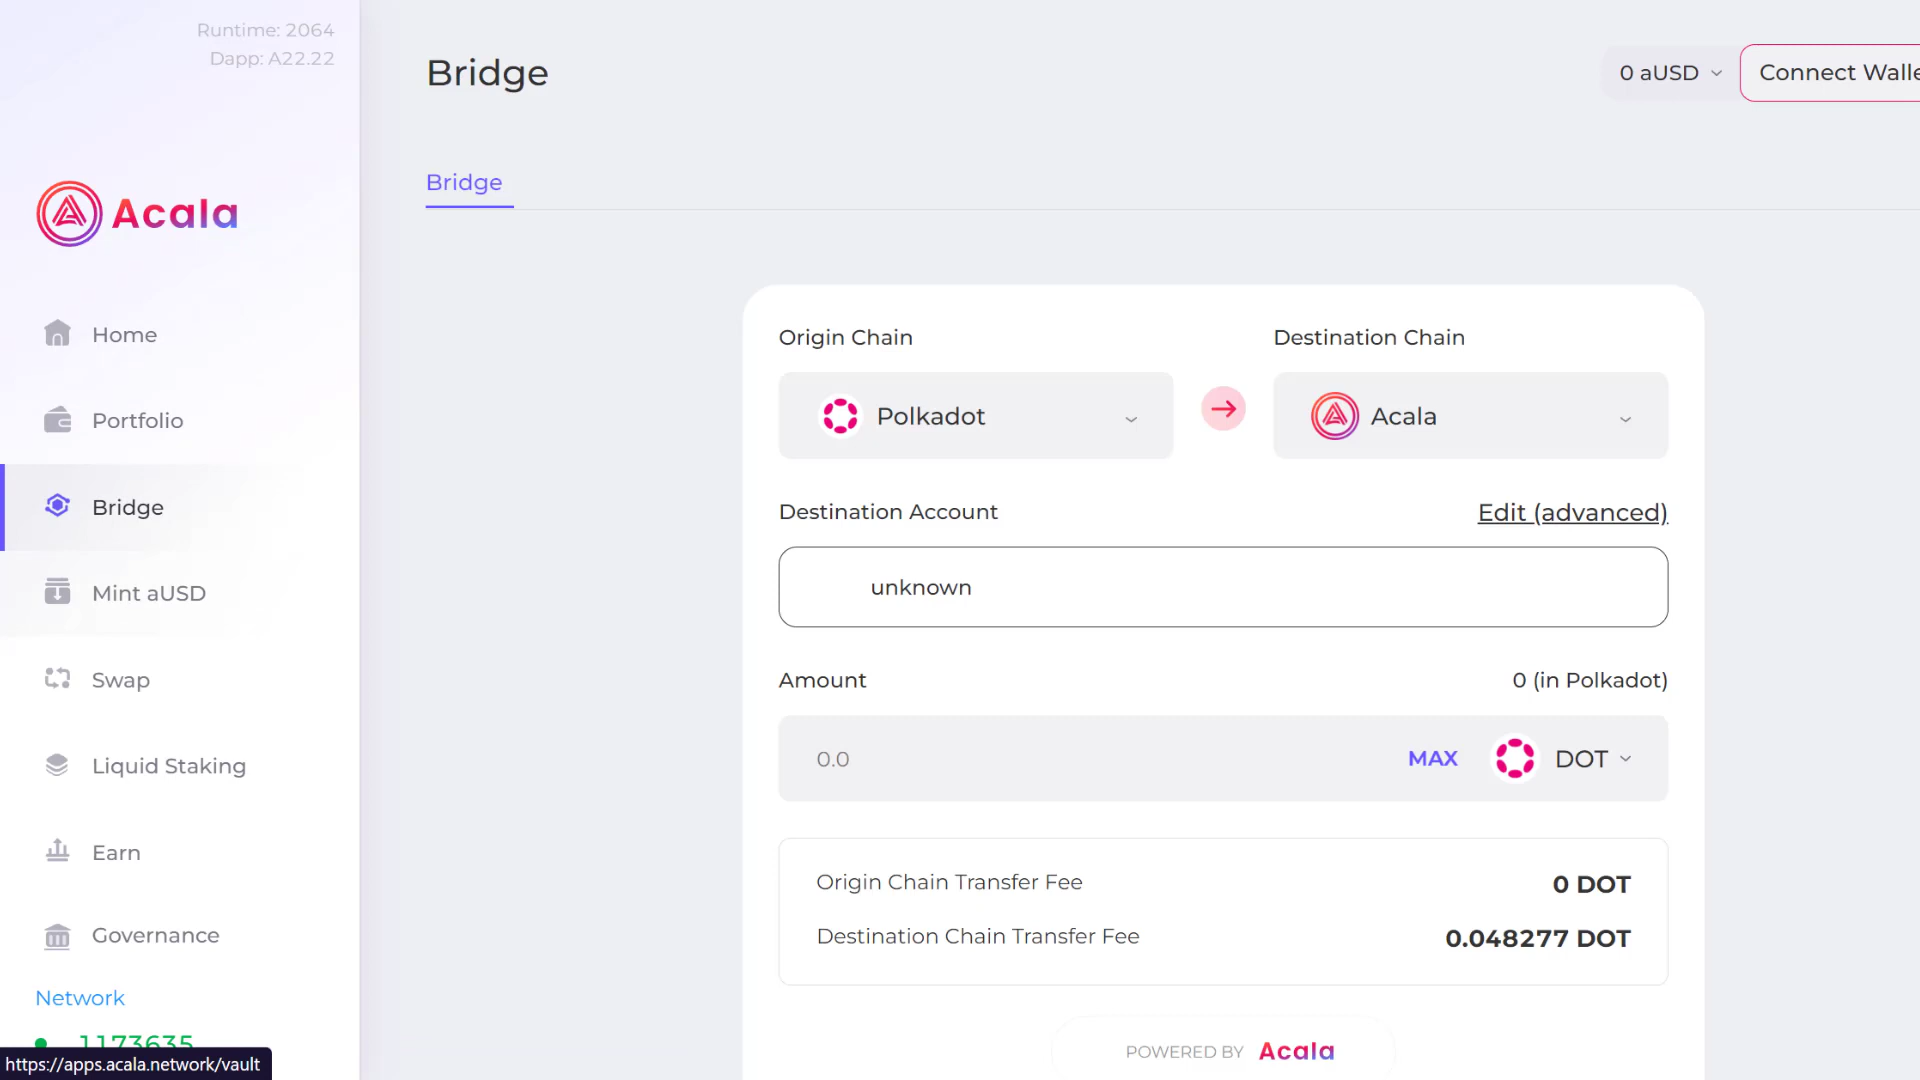 Runtime: 2064
Dapp: A22.22
Acala
Home
Portfolio
Bridge
Mint aUSD
Swap
Liquid Staking
Earn
Governance
Network
1173635
https://apps.acala.network/vault
Bridge
0 aUSD
Connect Walle
Bridge
Origin Chain
Destination Chain
Polkadot
Acala
Destination Account
Edit (advanced)
unknown
Amount
0 (in Polkadot)
0.0
MAX
DOT
Origin Chain Transfer Fee
0 DOT
Destination Chain Transfer Fee
0.048277 DOT
POWERED BY Acala